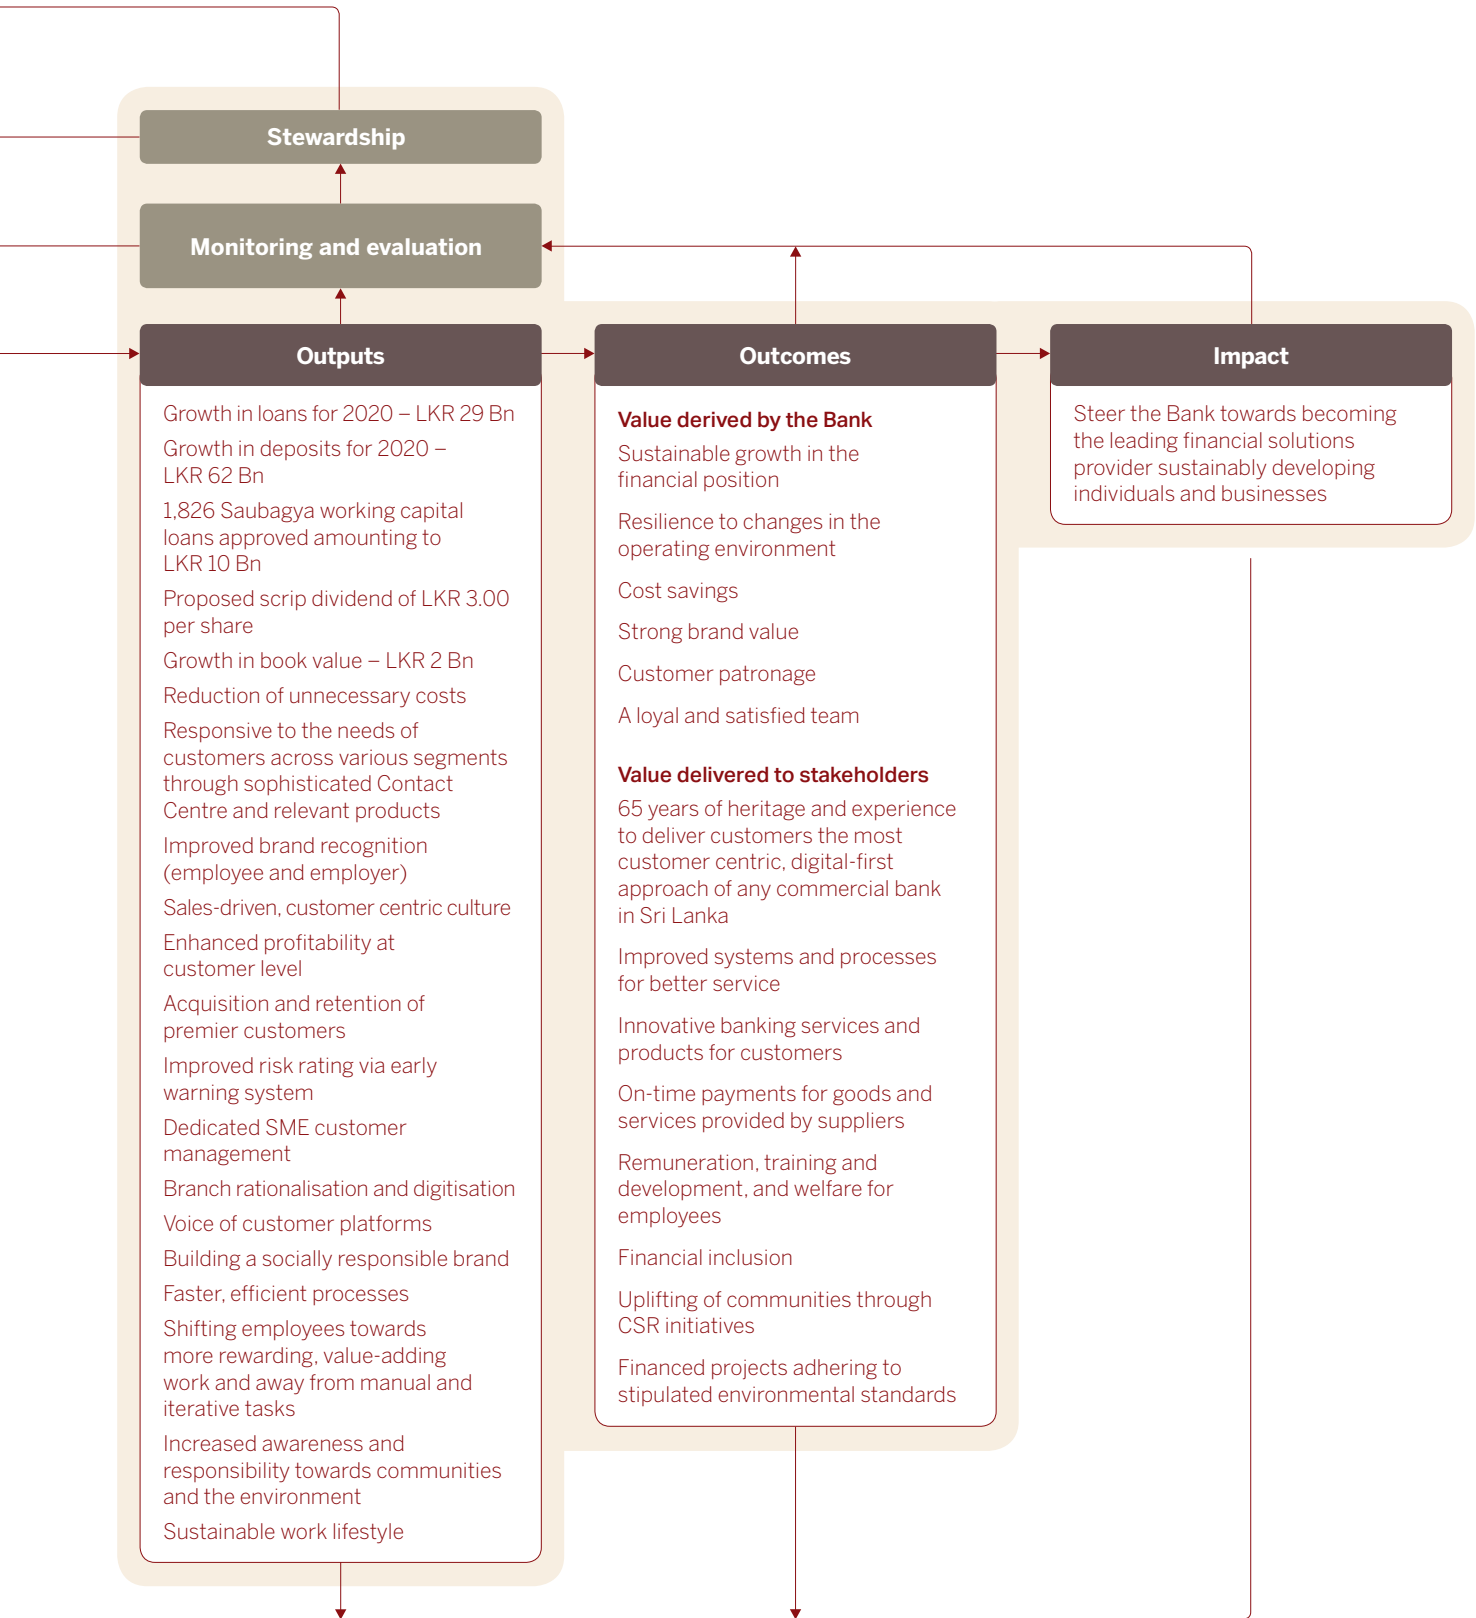 Stewardship
Monitoring and evaluation
Outputs
Growth in loans for 2020 – LKR 29 Bn
Growth in deposits for 2020 –
LKR 62 Bn
1,826 Saubagya working capital
loans approved amounting to
LKR 10 Bn
Proposed scrip dividend of LKR 3.00
per share
Growth in book value – LKR 2 Bn
Reduction of unnecessary costs
Responsive to the needs of
customers across various segments
through sophisticated Contact
Centre and relevant products
Improved brand recognition
(employee and employer)
Sales-driven, customer centric culture
Enhanced profitability at
customer level
Acquisition and retention of
premier customers
Improved risk rating via early
warning system
Dedicated SME customer
management
Branch rationalisation and digitisation
Voice of customer platforms
Building a socially responsible brand
Faster, efficient processes
Shifting employees towards
more rewarding, value-adding
work and away from manual and
iterative tasks
Increased awareness and
responsibility towards communities
and the environment
Sustainable work lifestyle
Outcomes
Value derived by the Bank
Sustainable growth in the
financial position
Resilience to changes in the
operating environment
Cost savings
Strong brand value
Customer patronage
A loyal and satisfied team
Value delivered to stakeholders
65 years of heritage and experience
to deliver customers the most
customer centric, digital-first
approach of any commercial bank
in Sri Lanka
Improved systems and processes
for better service
Innovative banking services and
products for customers
On-time payments for goods and
services provided by suppliers
Remuneration, training and
development, and welfare for
employees
Financial inclusion
Uplifting of communities through
CSR initiatives
Financed projects adhering to
stipulated environmental standards
Impact
Steer the Bank towards becoming
the leading financial solutions
provider sustainably developing
individuals and businesses